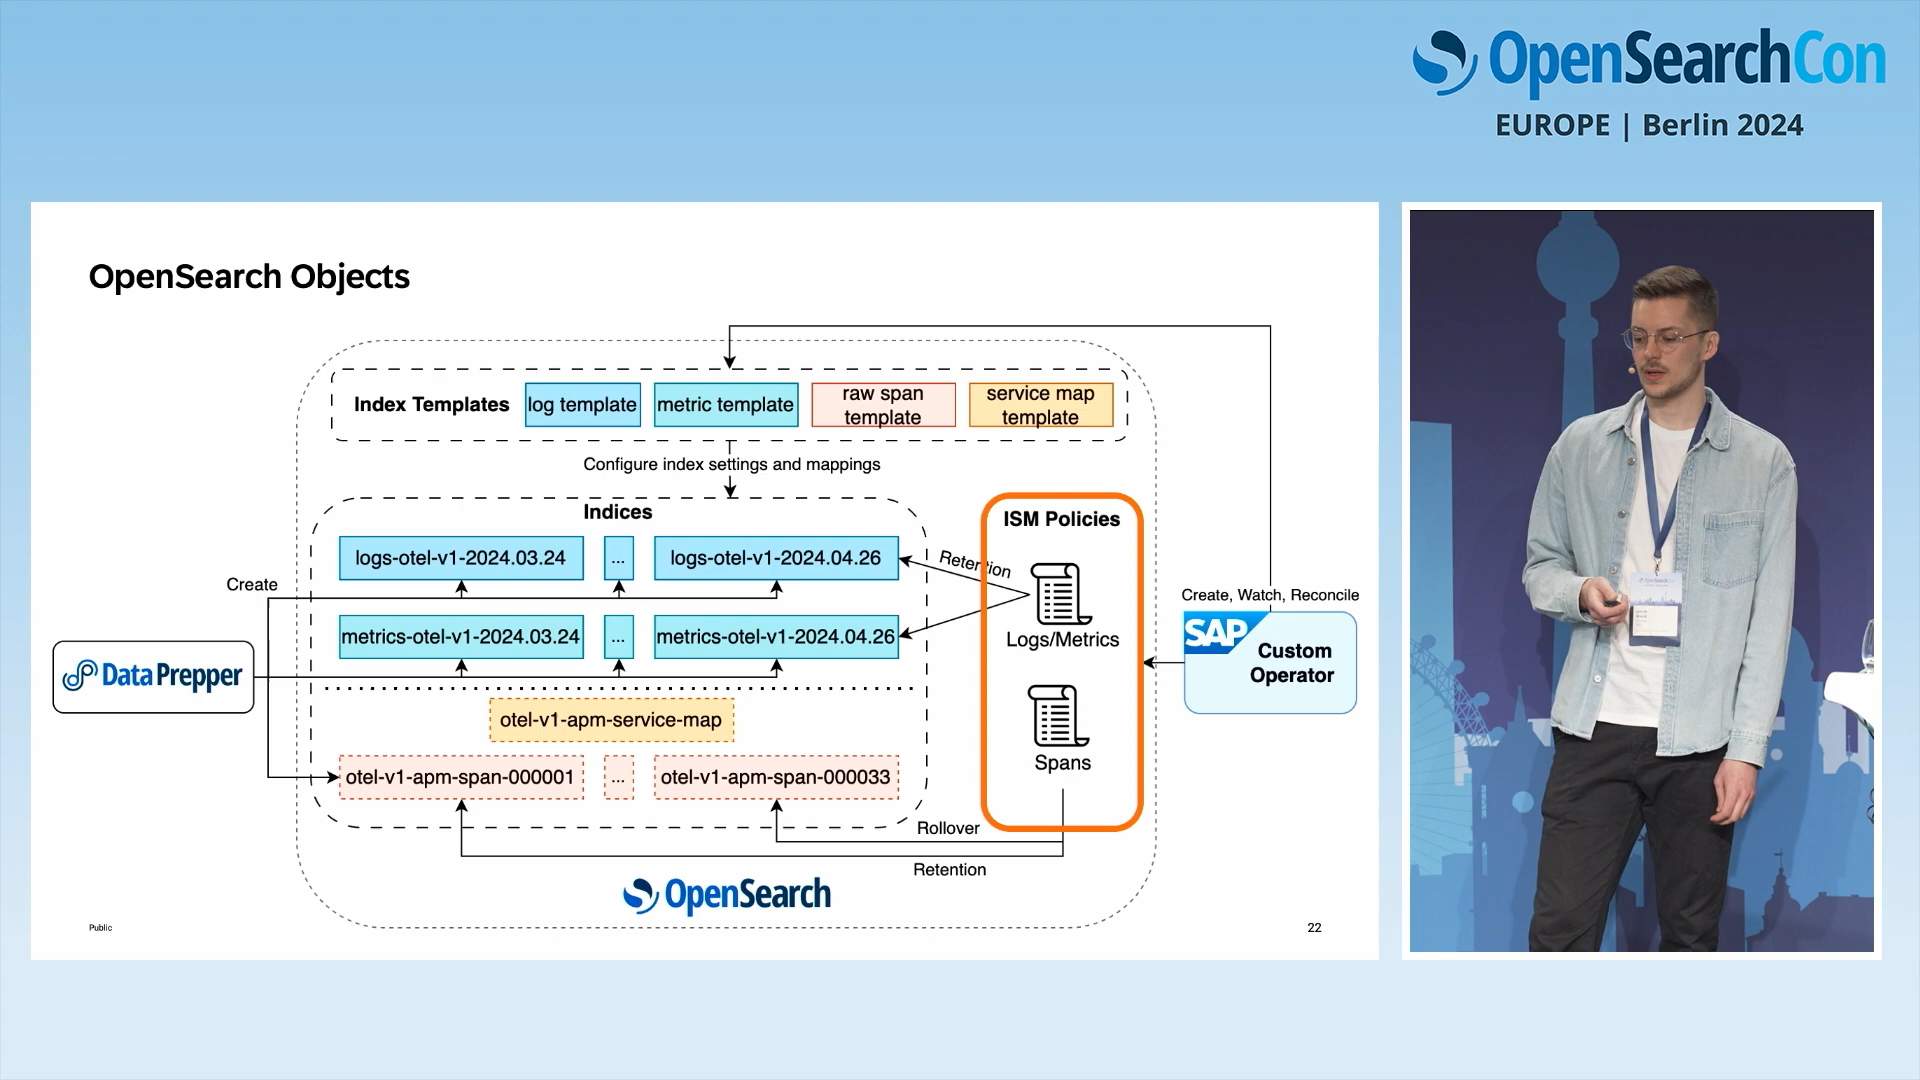 OpenSearchCon
EUROPE | Berlin 2024
OpenSearch Objects
Index Templates
log template
metric template
raw span
template
service map
template
Configure index settings and mappings
Indices
logs-otel-v1-2024.03.24
...
logs-otel-v1-2024.04.26
metrics-otel-v1-2024.03.24
...
metrics-otel-v1-2024.04.26
otel-v1-apm-service-map
otel-v1-apm-span-000001
...
otel-v1-apm-span-000033
Create
Data Prepper
Retention
ISM Policies
Logs/Metrics
Spans
Rollover
Retention
Create, Watch, Reconcile
SAP
Custom
Operator
OpenSearch
Public
22